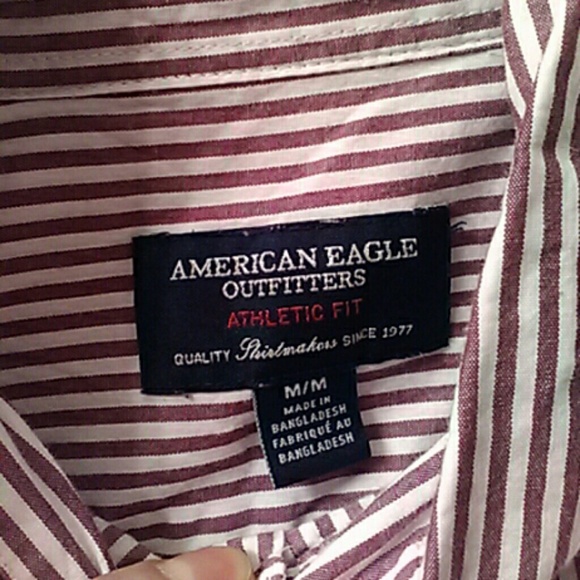 AMERICAN EAGLE
OUTFITTERS
ATHLETIC FIT
QUALITY Shirtmakers SINCE 1977
M/M
MADE IN
BANGLADESH
FABRIQUÉ AU
BANGLADESH